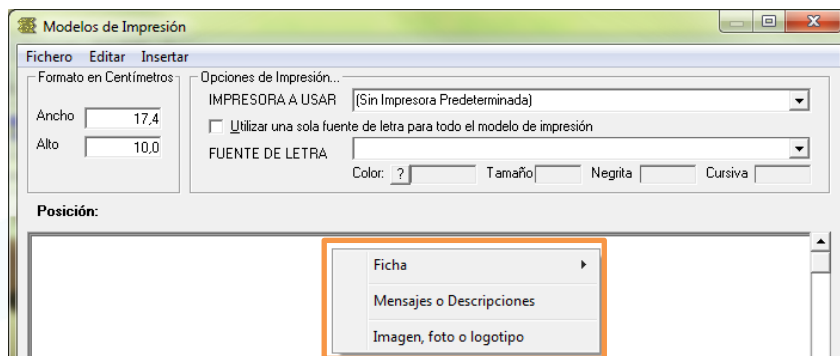 Modelos de Impresión
Fichero Editar Insertar
Formato en Centímetros
Ancho 17,4
Alto 10,0
Opciones de Impresión...
IMPRESORA A USAR (Sin Impresora Predeterminada)
Utilizar una sola fuente de letra para todo el modelo de impresión
FUENTE DE LETRA
Color: ? Tamaño Negrita Cursiva
Posición:
Ficha
Mensajes o Descripciones
Imagen, foto o logotipo